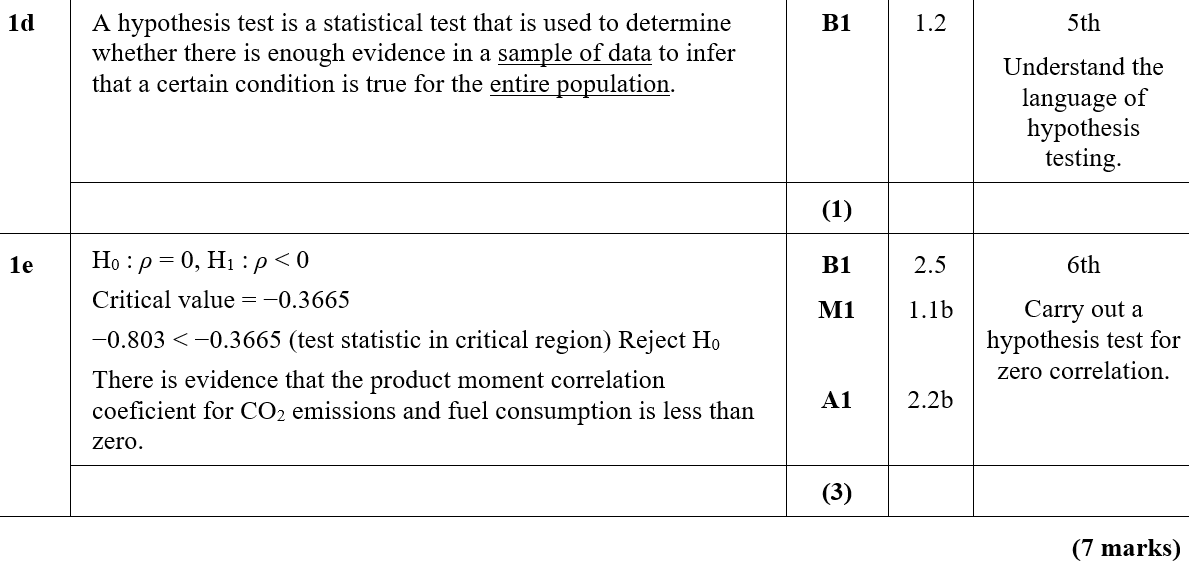 1d A hypothesis test is a statistical test that is used to determine B1 1.2 5th
whether there is enough evidence in a sample of data to infer
that a certain condition is true for the entire population.
Understand the
language of
hypothesis
testing.
(1)
1e H₀ : ρ = 0, H₁ : ρ < 0 B1 2.5 6th
Critical value = −0.3665 M1 1.1b Carry out a
−0.803 < −0.3665 (test statistic in critical region) Reject H₀ hypothesis test for
zero correlation.
There is evidence that the product moment correlation
coeficient for CO₂ emissions and fuel consumption is less than A1 2.2b
zero.
(3)
(7 marks)